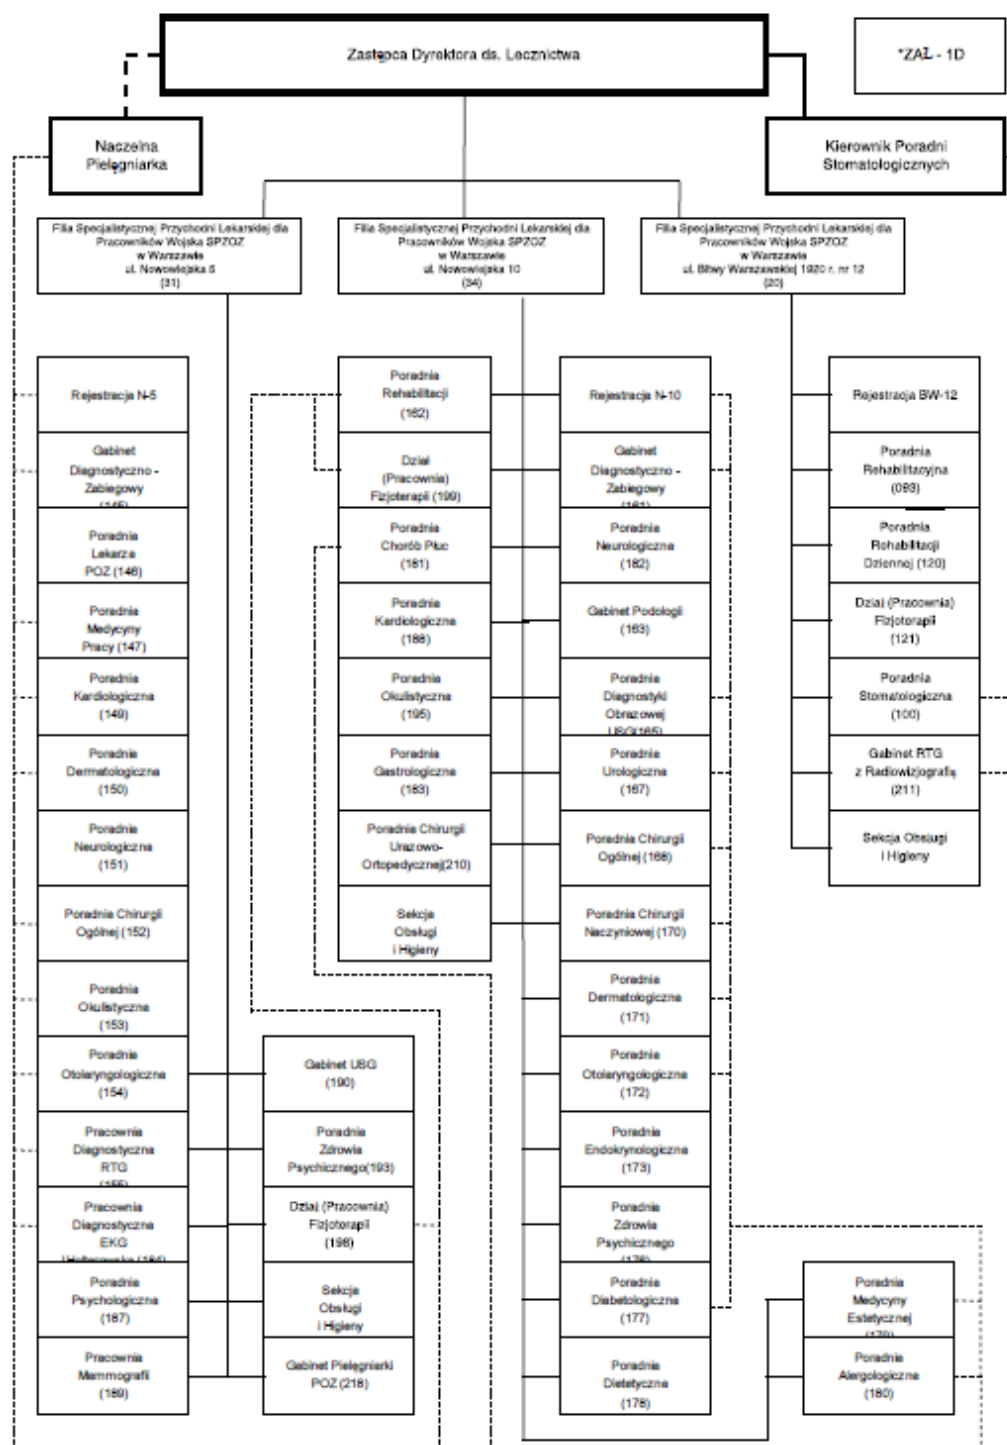 Zastępca Dyrektora ds. Lecznictwa
*ZAŁ - 1D
Naczelna
Pielęgniarka
Kierownik Poradni
Stomatologicznych
Filia Specjalistycznej Przychodni Lekarskiej dla
Pracowników Wojska SPZOZ
w Warszawie
ul. Nowowiejska 5
(31)
Filia Specjalistycznej Przychodni Lekarskiej dla
Pracowników Wojska SPZOZ
w Warszawie
ul. Nowowiejska 10
(34)
Filia Specjalistycznej Przychodni Lekarskiej dla
Pracowników Wojska SPZOZ
w Warszawie
ul. Bitwy Warszawskiej 1920 r. nr 12
(20)
Rejestracja N-5
Gabinet
Diagnostyczno -
Zabiegowy
(145)
Poradnia
Lekarza
POZ (146)
Poradnia
Medycyny
Pracy (147)
Poradnia
Kardiologiczna
(149)
Poradnia
Dermatologiczna
(150)
Poradnia
Neurologiczna
(151)
Poradnia Chirurgii
Ogólnej (152)
Poradnia
Okulistyczna
(153)
Poradnia
Otolaryngologiczna
(154)
Pracownia
Diagnostyczna
RTG
(155)
Pracownia
Diagnostyczna
EKG
Poradnia
Psychologiczna
(187)
Pracownia
Mammografii
(189)
Gabinet USG
(190)
Poradnia
Zdrowia
Psychicznego(193)
Dział (Pracownia)
Fizjoterapii
(198)
Sekcja
Obsługi
i Higieny
Gabinet Pielęgniarki
POZ (218)
Poradnia
Rehabilitacji
(162)
Dział
(Pracownia)
Fizjoterapii (199)
Poradnia
Chorób Płuc
(181)
Poradnia
Kardiologiczna
(188)
Poradnia
Okulistyczna
(195)
Poradnia
Gastrologiczna
(183)
Poradnia Chirurgii
Urazowo-
Ortopedycznej(210)
Sekcja
Obsługi
i Higieny
Rejestracja N-10
Gabinet
Diagnostyczno -
Zabiegowy
(161)
Poradnia
Neurologiczna
(182)
Gabinet Podologii
(163)
Poradnia
Diagnostyki
Obrazowej
USG(165)
Poradnia
Urologiczna
(167)
Poradnia Chirurgii
Ogólnej (168)
Poradnia Chirurgii
Naczyniowej (170)
Poradnia
Dermatologiczna
(171)
Poradnia
Otolaryngologiczna
(172)
Poradnia
Endokrynologiczna
(173)
Poradnia
Zdrowia
Psychicznego
Poradnia
Diabetologiczna
(177)
Poradnia
Dietetyczna
(178)
Rejestracja BW-12
Poradnia
Rehabilitacyjna
(093)
Poradnia
Rehabilitacji
Dziennej (120)
Dział (Pracownia)
Fizjoterapii
(121)
Poradnia
Stomatologiczna
(100)
Gabinet RTG
z Radiowizjografią
(211)
Sekcja Obsługi
i Higieny
Poradnia
Medycyny
Estetycznej
(179)
Poradnia
Alergologiczna
(180)